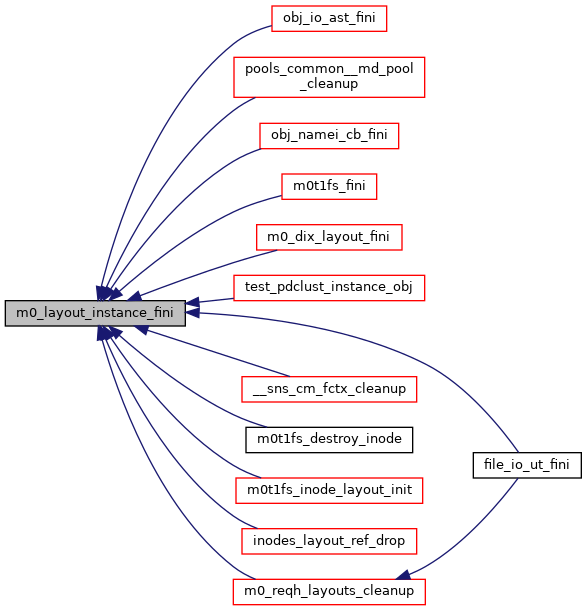 obj_io_ast_fini
pools_common__md_pool
_cleanup
obj_namei_cb_fini
m0t1fs_fini
m0_dix_layout_fini
test_pdclust_instance_obj
m0_layout_instance_fini
__sns_cm_fctx_cleanup
m0t1fs_destroy_inode
file_io_ut_fini
m0t1fs_inode_layout_init
inodes_layout_ref_drop
m0_reqh_layouts_cleanup